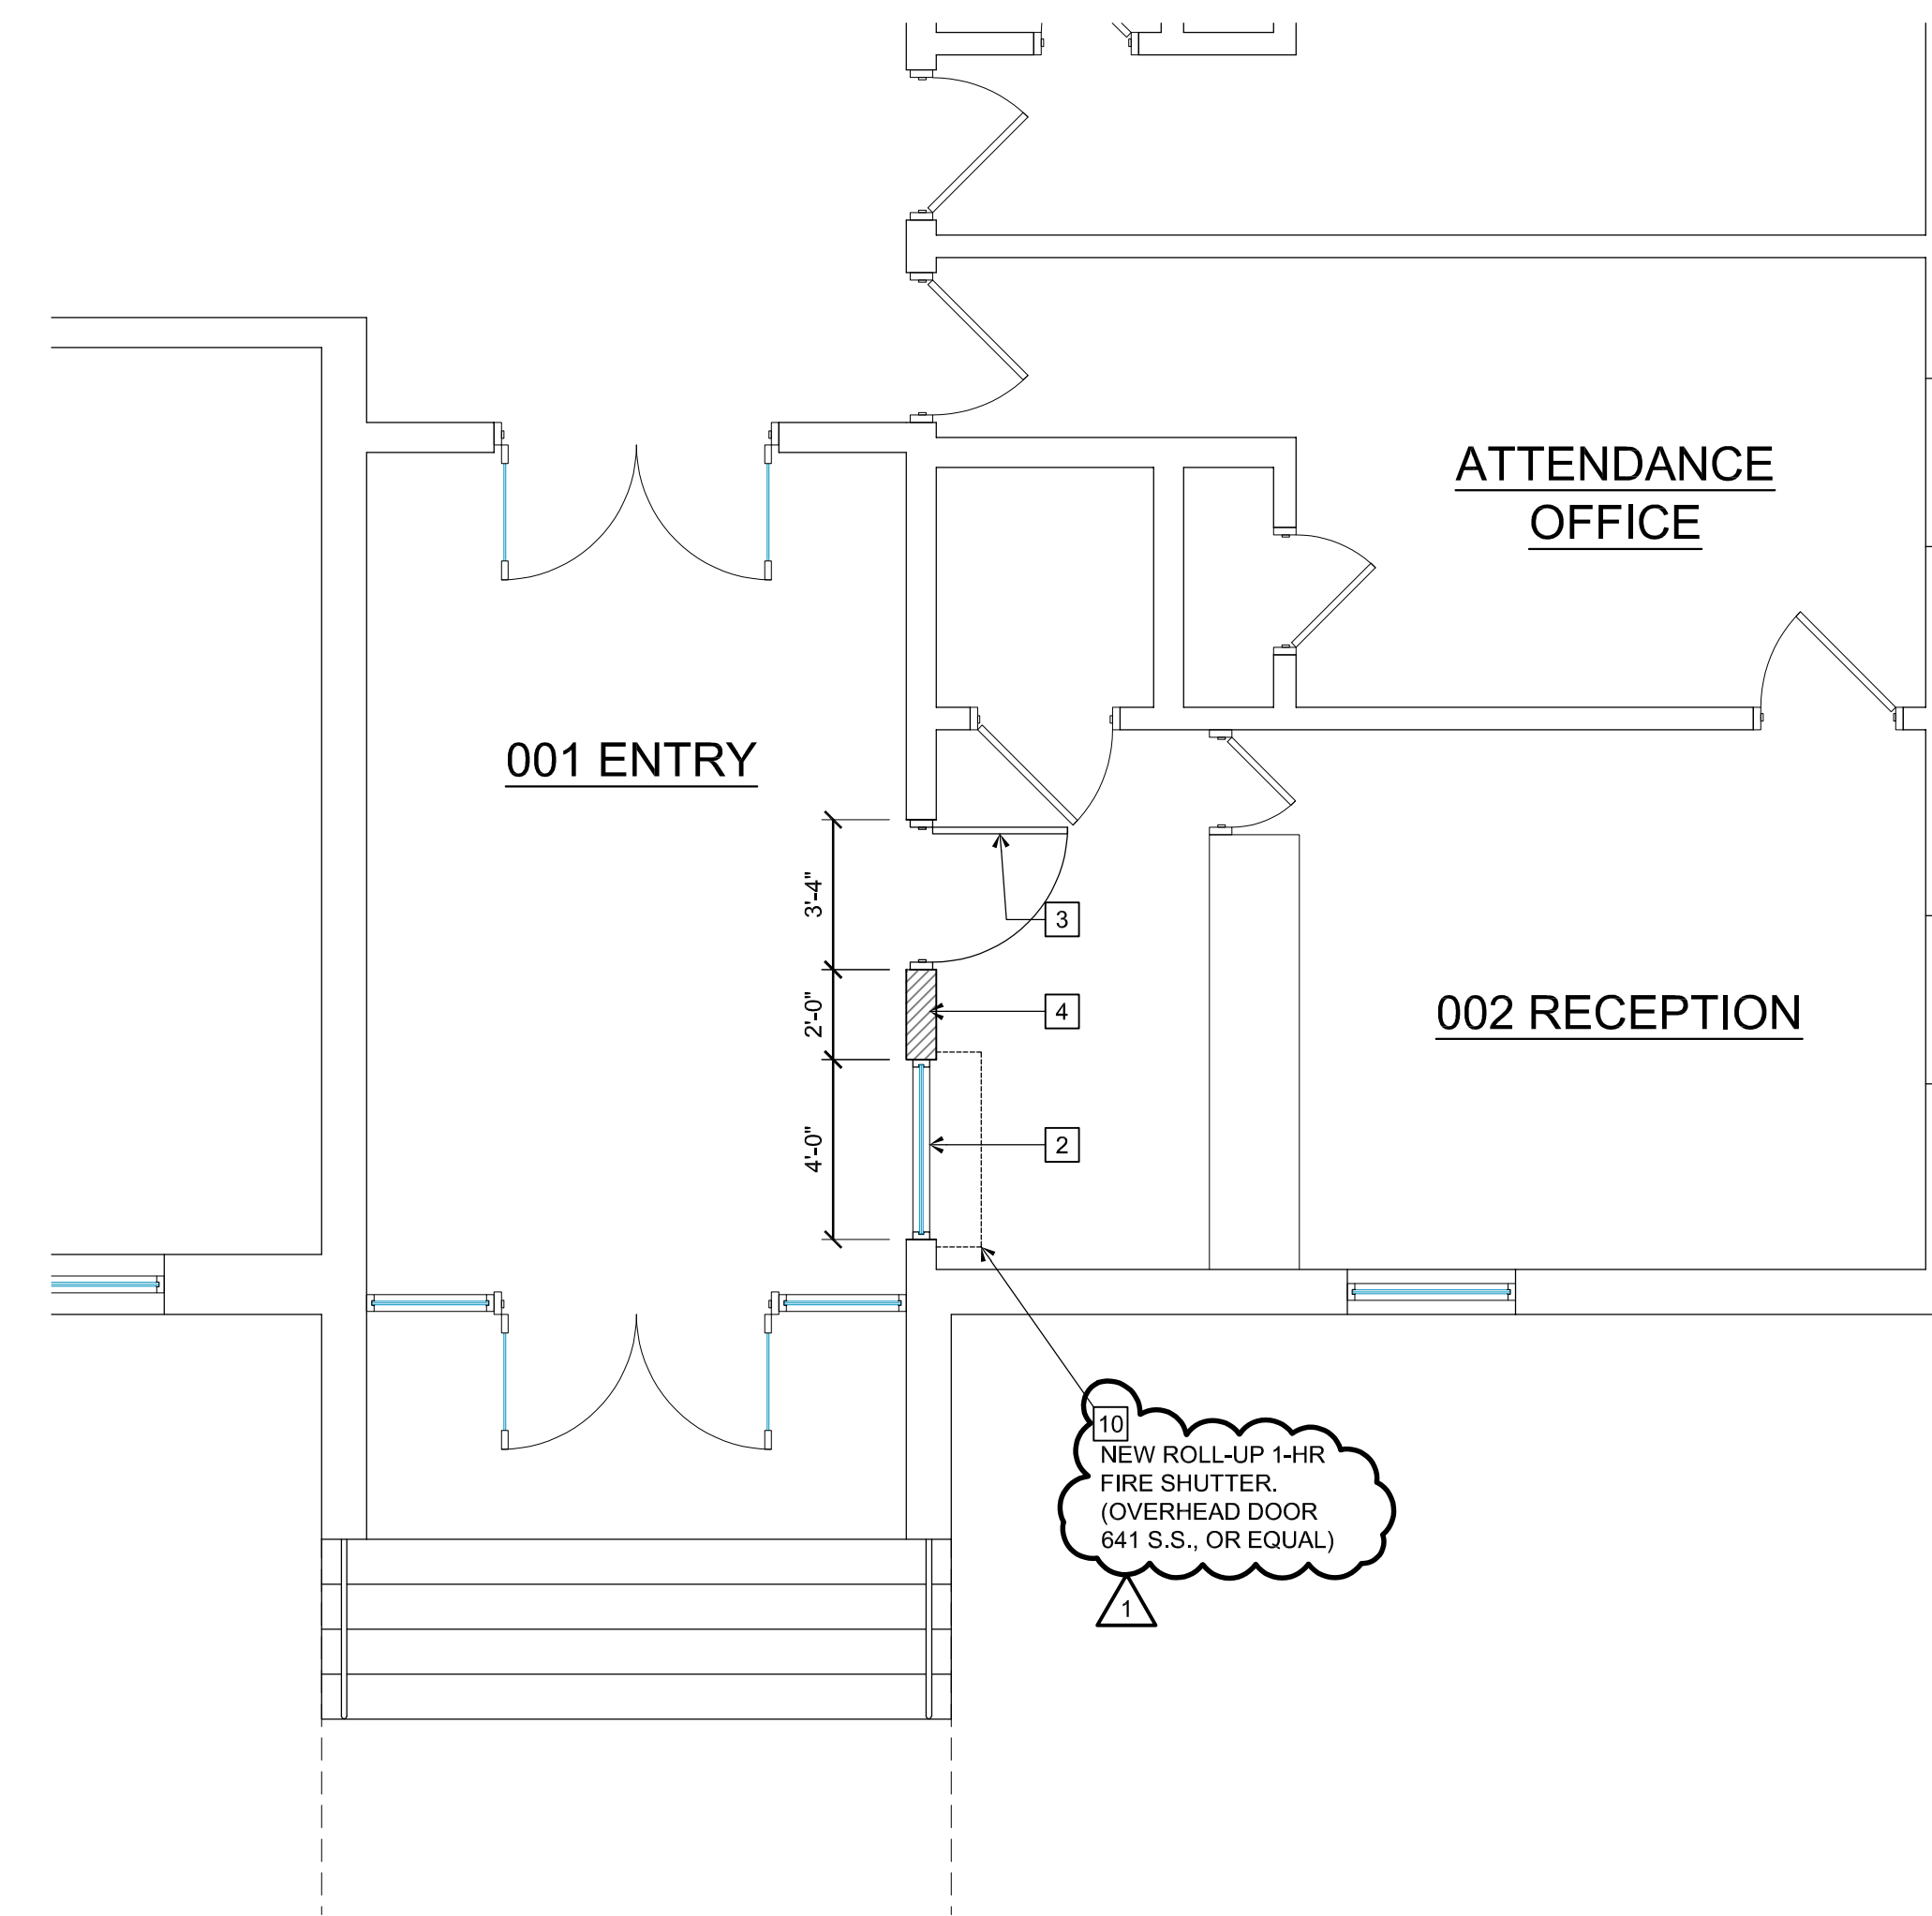 ATTENDANCE
OFFICE
001 ENTRY
3'-4"
3
2'-0"
4
002 RECEPTION
4'-0"
2
10
NEW ROLL-UP 1-HR
FIRE SHUTTER.
(OVERHEAD DOOR
641 S.S., OR EQUAL)
1